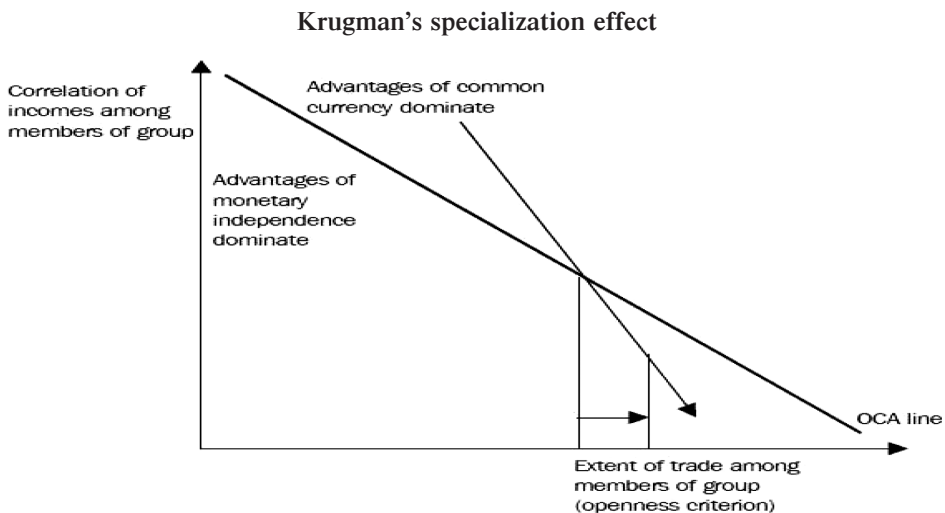 Krugman's specialization effect
Correlation of
incomes among
members of group
Advantages of common
currency dominate
Advantages of
monetary
independence
dominate
OCA line
Extent of trade among
members of group
(openness criterion)